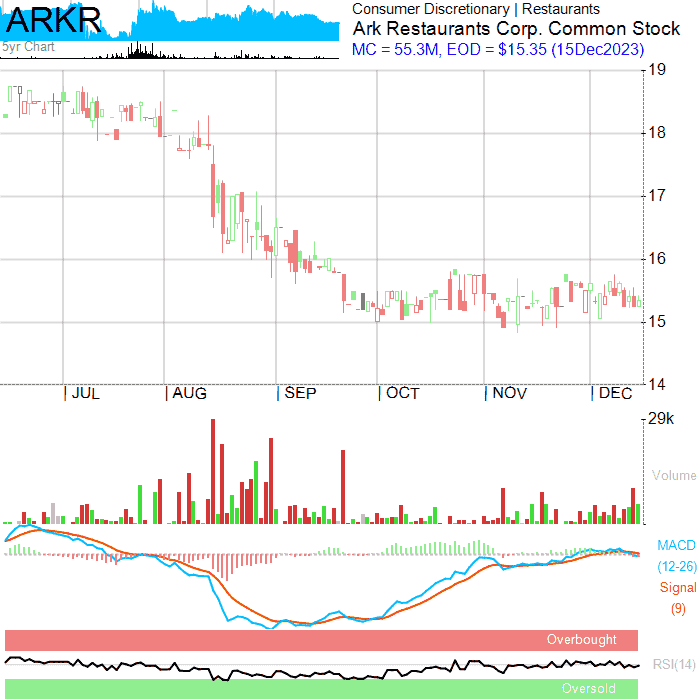 ARKR
5yr Chart
Consumer Discretionary | Restaurants
Ark Restaurants Corp. Common Stock
MC = 55.3M, EOD = $15.35 (15Dec2023)
19
18
17
16
15
14
JUL AUG SEP OCT NOV DEC
29k
Volume
MACD
(12-26)
Signal
(9)
Overbought
RSI(14)
Oversold